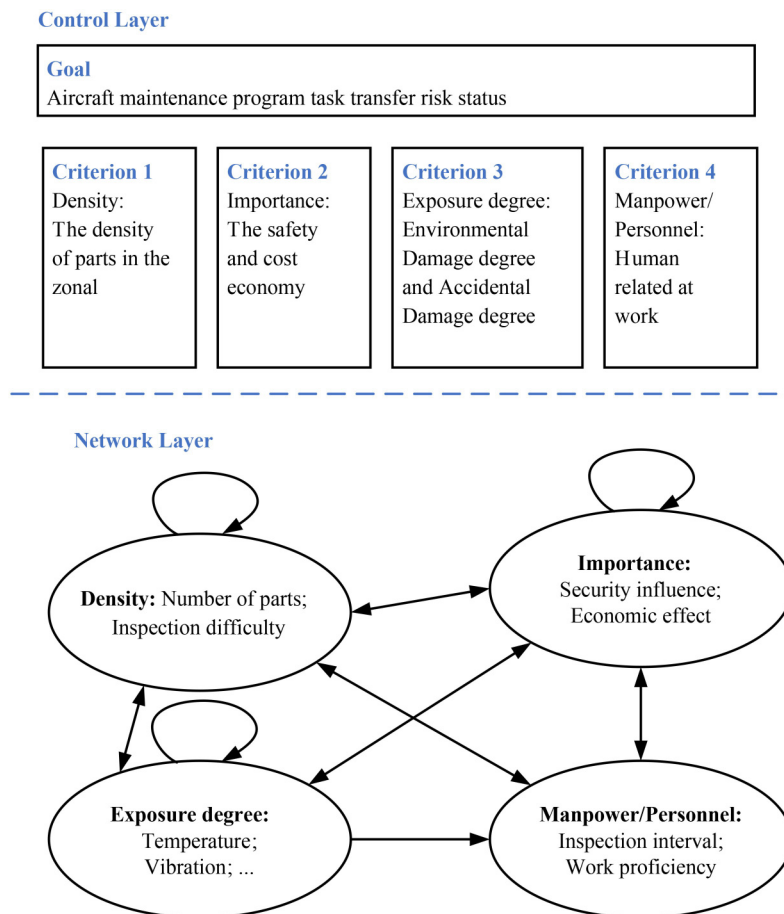 Control Layer
Goal
Aircraft maintenance program task transfer risk status
Criterion 1
Density:
The density
of parts in the
zonal
Criterion 2
Importance:
The safety
and cost
economy
Criterion 3
Exposure degree:
Environmental
Damage degree
and Accidental
Damage degree
Criterion 4
Manpower/
Personnel:
Human
related at
work
Network Layer
Density: Number of parts;
Inspection difficulty
Importance:
Security influence;
Economic effect
Exposure degree:
Temperature;
Vibration; ...
Manpower/Personnel:
Inspection interval;
Work proficiency